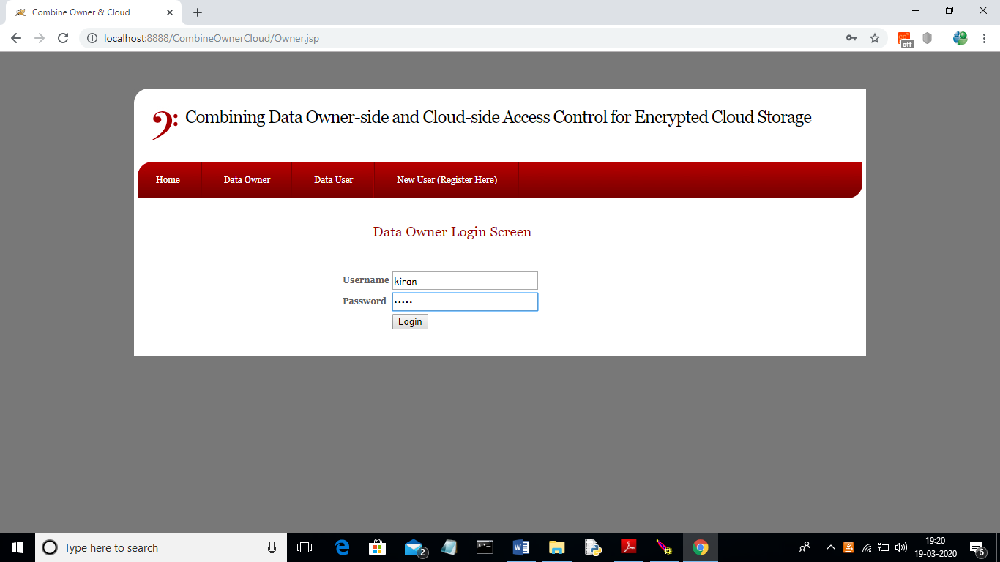 Combine Owner & Cloud
localhost:8888/CombineOwnerCloud/Owner.jsp
off
Combining Data Owner-side and Cloud-side Access Control for Encrypted Cloud Storage
Home
Data Owner
Data User
New User (Register Here)
Data Owner Login Screen
Username kiran
Password •••••
Login
Type here to search
2
19:20
19-03-2020
6